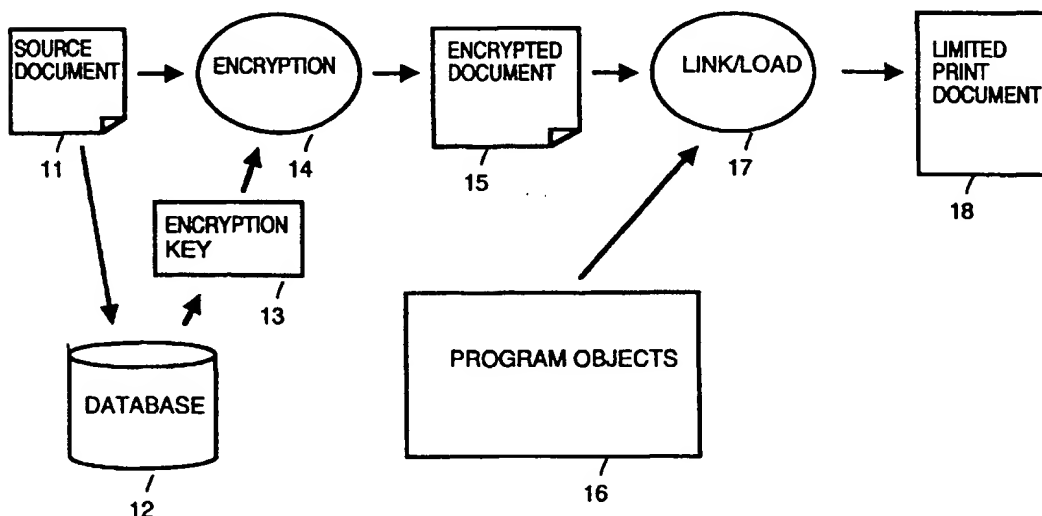 SOURCE
DOCUMENT
11
ENCRYPTION
14
ENCRYPTED
DOCUMENT
15
LINK/LOAD
17
LIMITED
PRINT
DOCUMENT
18
ENCRYPTION
KEY
13
DATABASE
12
PROGRAM OBJECTS
16